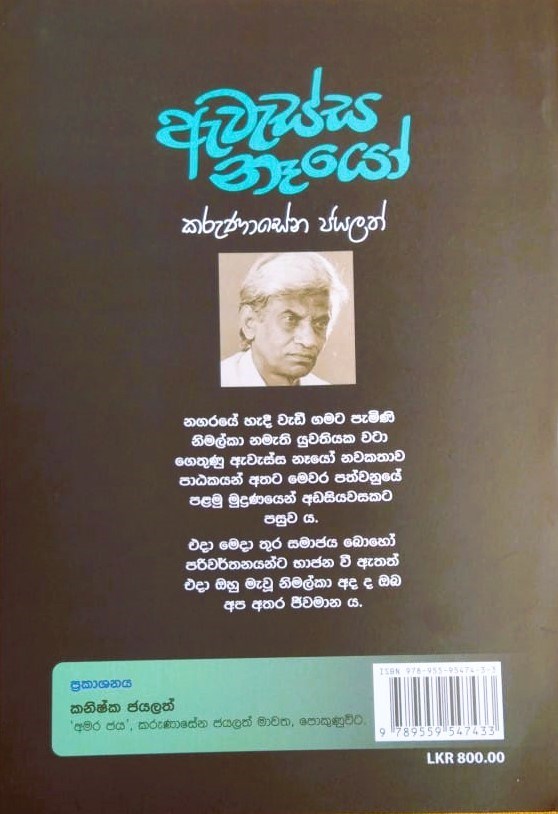 ඇවැස්ස
නෑයෝ
කරුණාසේන ජයලත්
නගරයේ හැදී වැඩී ගමට පැමිණි
නිමල්කා නමැති යුවතියක වටා
ගෙතුණු ඇවැස්ස නෑයෝ නවකතාව
පාඨකයන් අතට මෙවර පත්වනුයේ
පළමු මුද්‍රණයෙන් අඩසියවසකට
පසුව ය.
එදා මෙදා තුර සමාජය බොහෝ
පරිවර්තනයන්ට භාජන වී ඇතත්
එදා ඔහු මැවූ නිමල්කා අද ද ඔබ
අප අතර ජීවමාන ය.
ප්‍රකාශනය
කනිෂ්ක ජයලත්
'අමර ජය', කරුණාසේන ජයලත් මාවත, පොකුණුවිට.
ISBN 978-955-95474-3-3
9 789559 547433
LKR 800.00